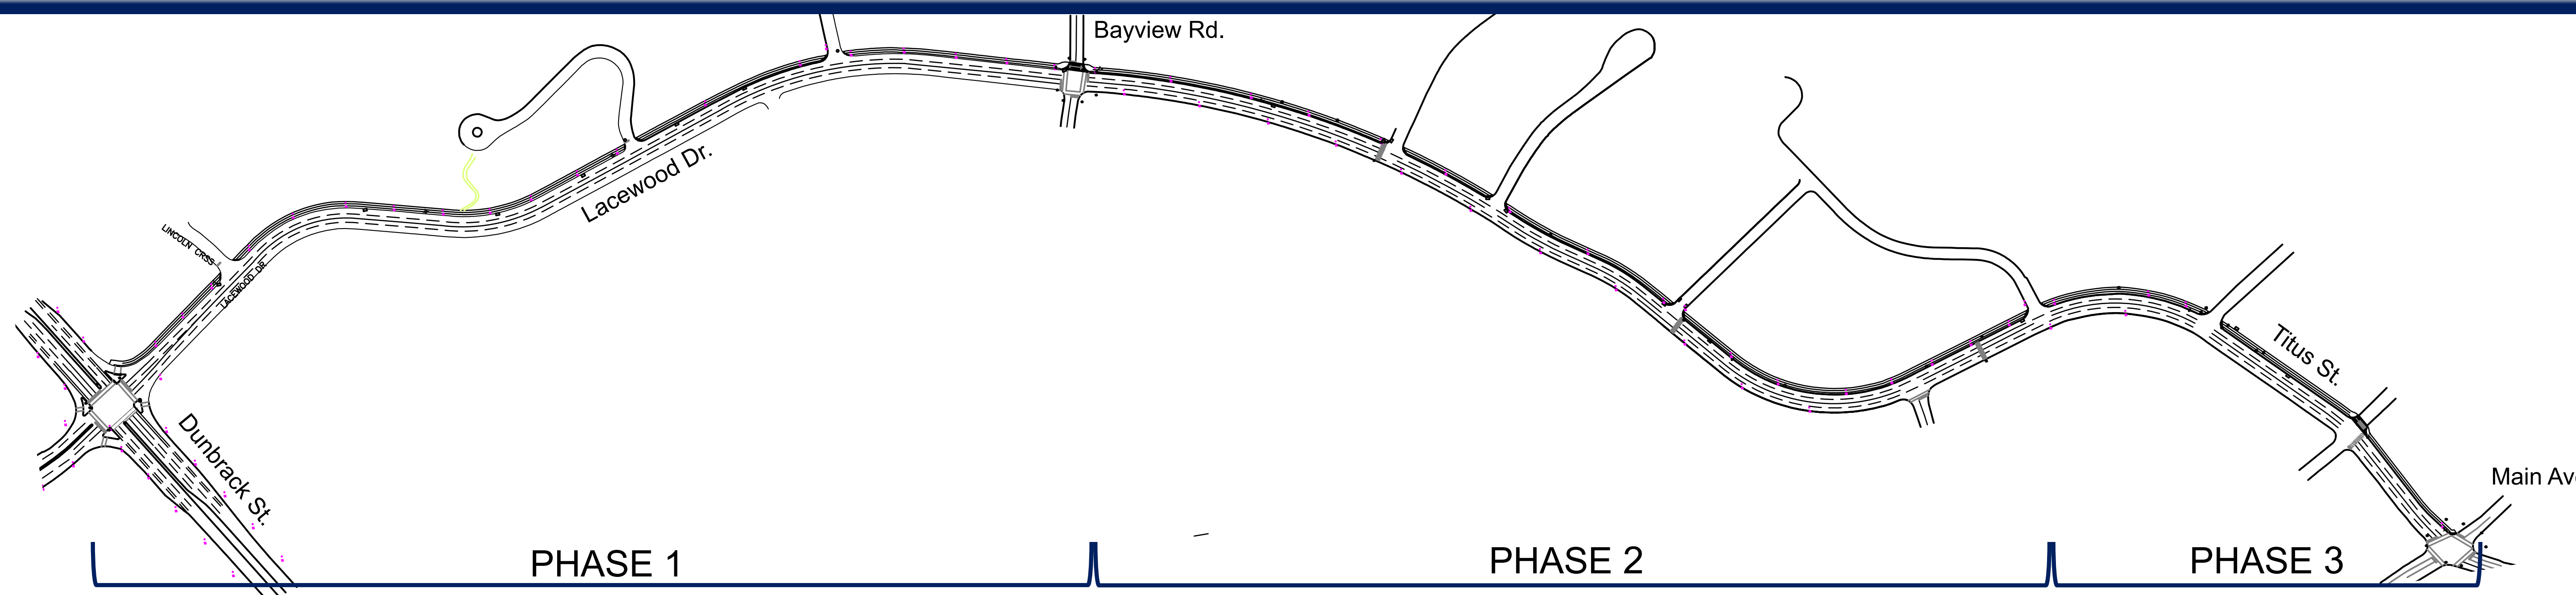 Bayview Rd.
Lacewood Dr.
LINCOLN CRSS
LACEWOOD DR
Dunbrack St.
Titus St.
Main Av
PHASE 1
PHASE 2
PHASE 3